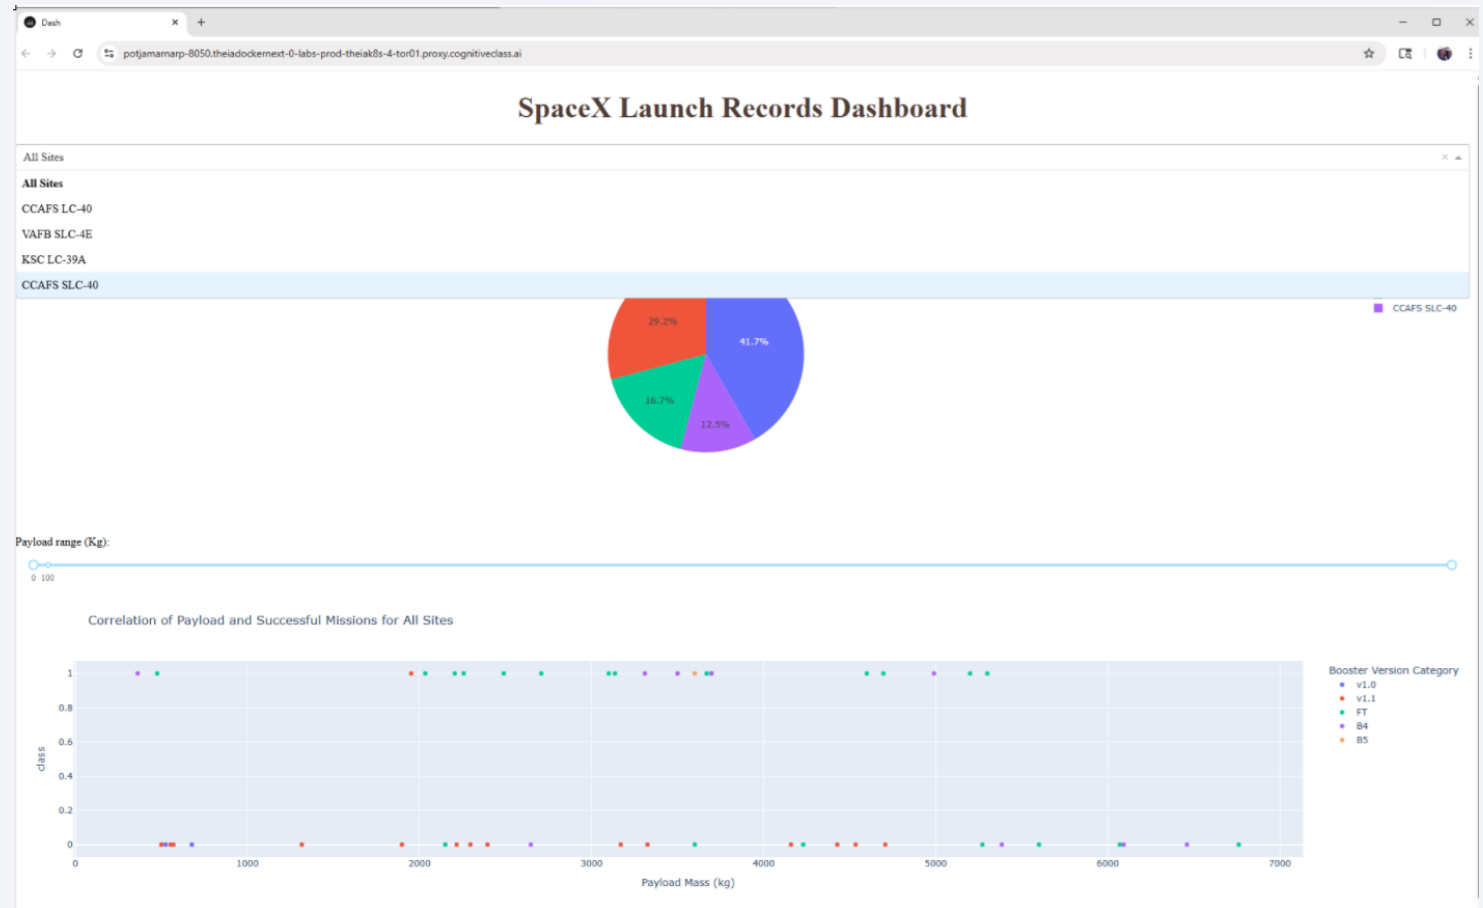 Dash
potjamarnarp-8050.theiadockernext-0-labs-prod-theiak8s-4-tor01.proxy.cognitiveclass.ai
SpaceX Launch Records Dashboard
All Sites
All Sites
CCAFS LC-40
VAFB SLC-4E
KSC LC-39A
CCAFS SLC-40
CCAFS SLC-40
29.2%
41.7%
16.7%
12.5%
Payload range (Kg):
0 100
Correlation of Payload and Successful Missions for All Sites
1
0.8
0.6
0.4
0.2
0
class
0 1000 2000 3000 4000 5000 6000 7000
Payload Mass (kg)
Booster Version Category
v1.0
v1.1
FT
B4
B5